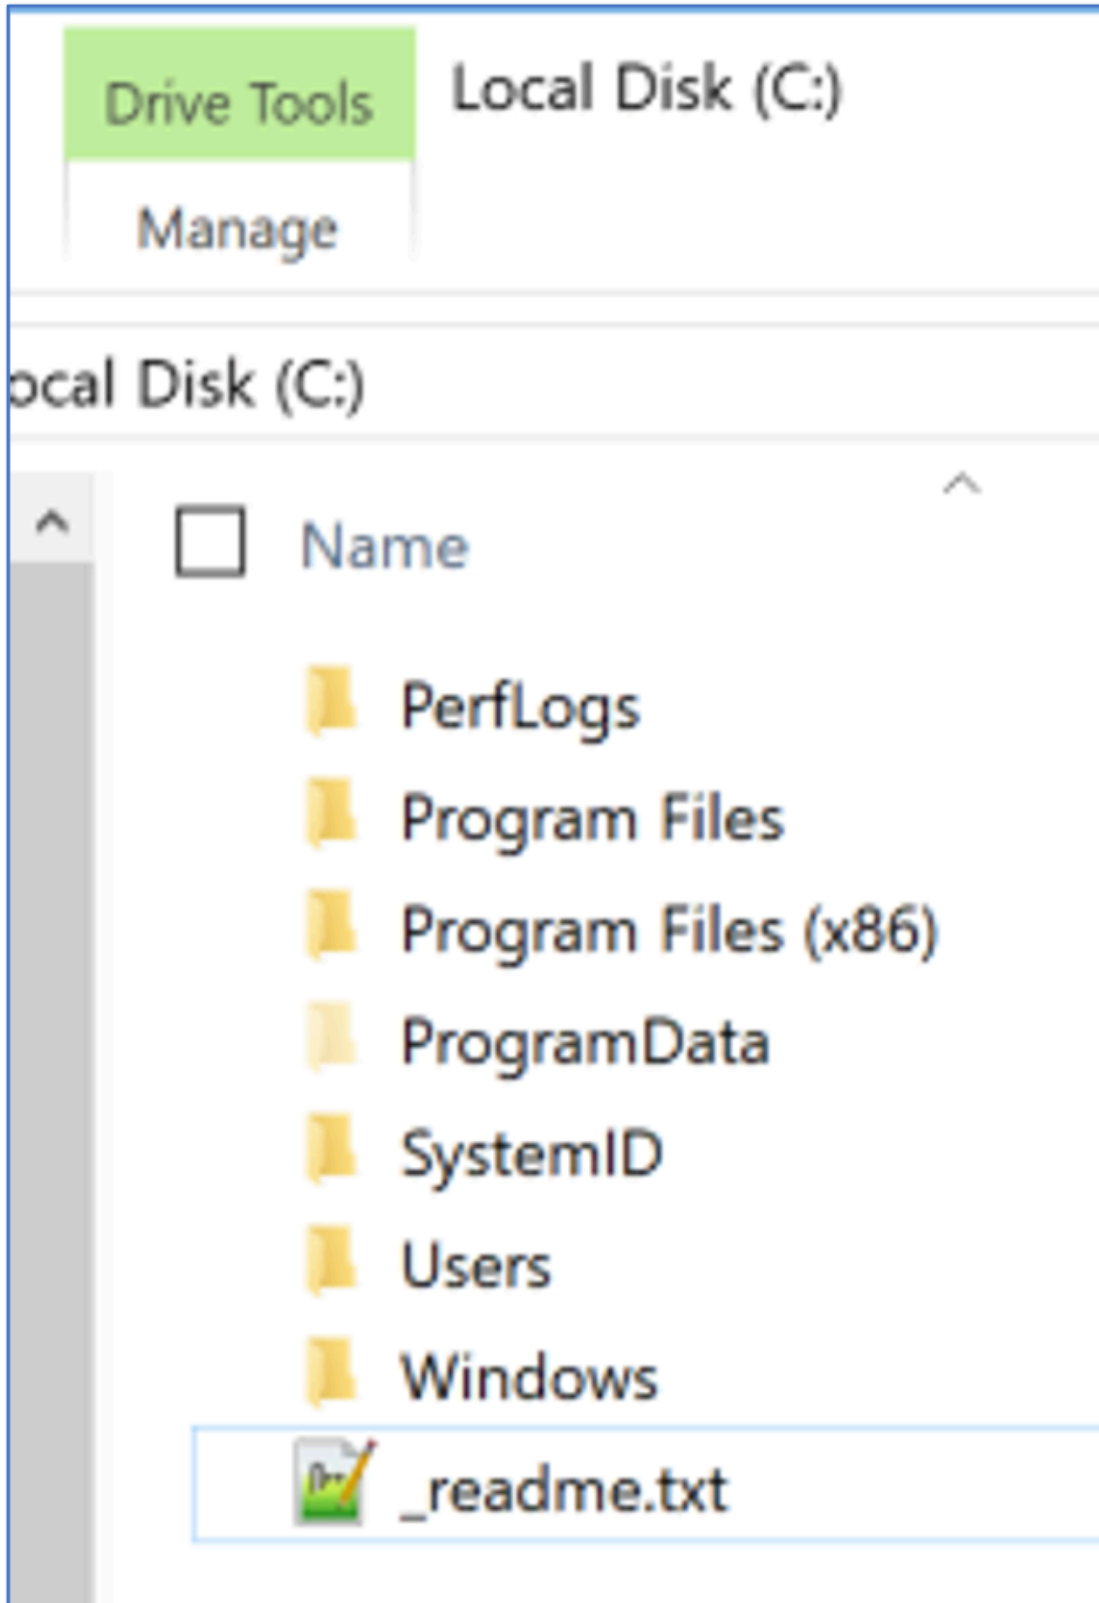 Drive Tools
Local Disk (C:)
Manage
ocal Disk (C:)
Name
PerfLogs
Program Files
Program Files (x86)
ProgramData
SystemID
Users
Windows
_readme.txt